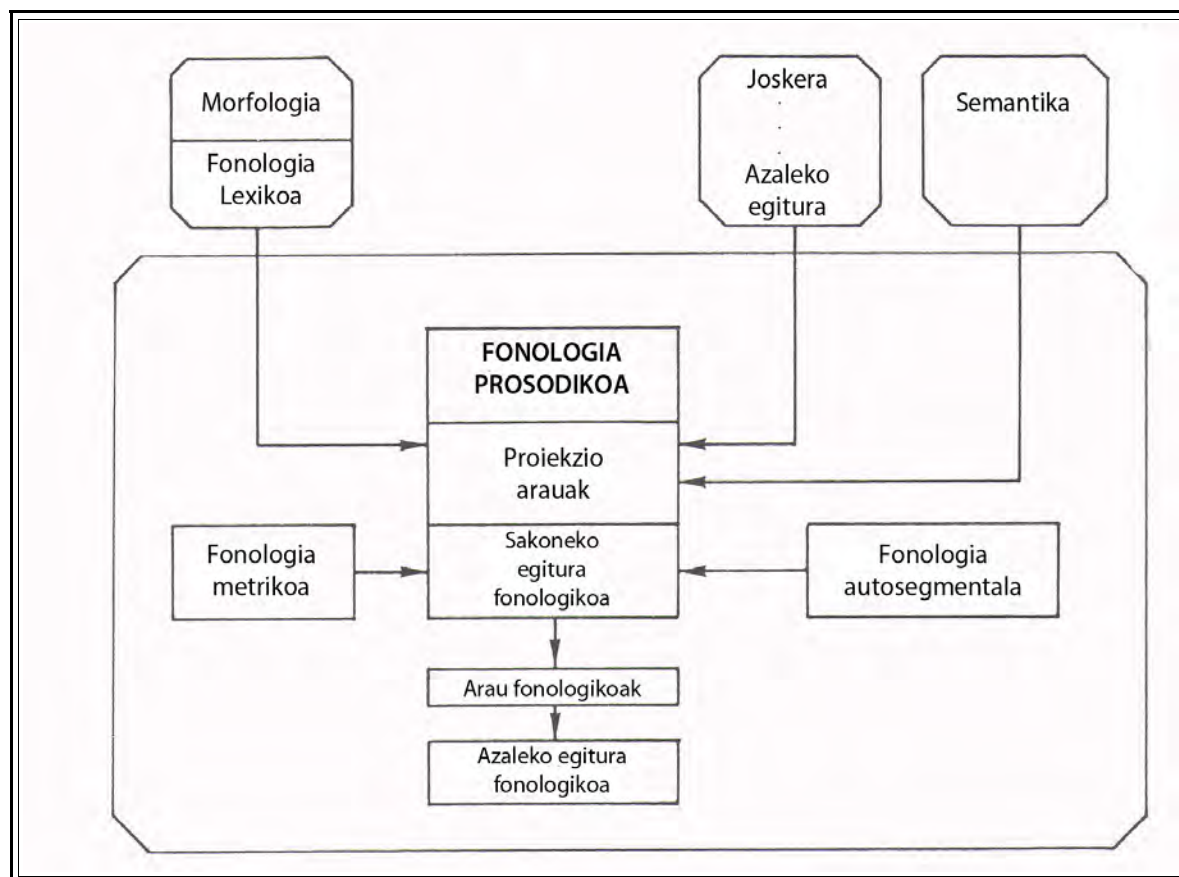 Morfologia
Fonologia
Lexikoa
Joskera
.
.
.
Azaleko
egitura
Semantika
FONOLOGIA
PROSODIKOA
Proiekzio
arauak
Sakoneko
egitura
fonologikoa
Fonologia
metrikoa
Fonologia
autosegmentala
Arau fonologikoak
Azaleko egitura
fonologikoa